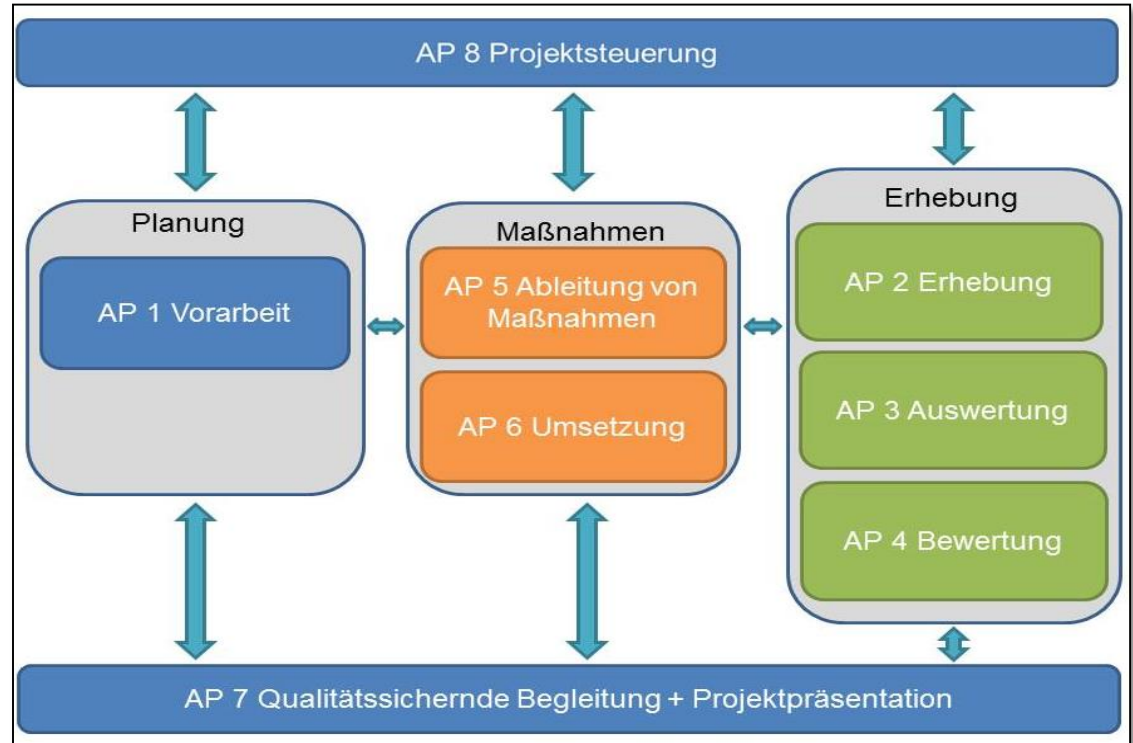 AP 8 Projektsteuerung
Planung
AP 1 Vorarbeit
Maßnahmen
AP 5 Ableitung von
Maßnahmen
AP 6 Umsetzung
Erhebung
AP 2 Erhebung
AP 3 Auswertung
AP 4 Bewertung
AP 7 Qualitätssichernde Begleitung + Projektpräsentation